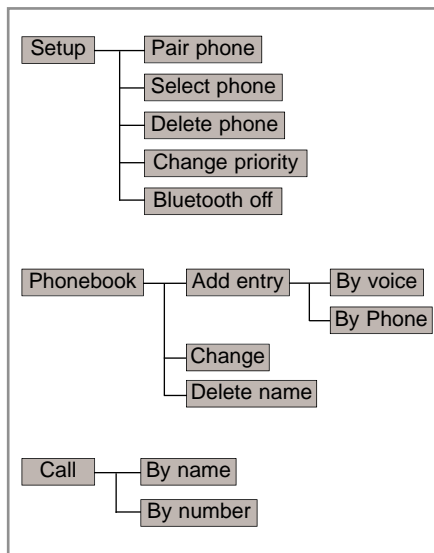 Setup
Pair phone
Select phone
Delete phone
Change priority
Bluetooth off
Phonebook
Add entry
By voice
By Phone
Change
Delete name
Call
By name
By number